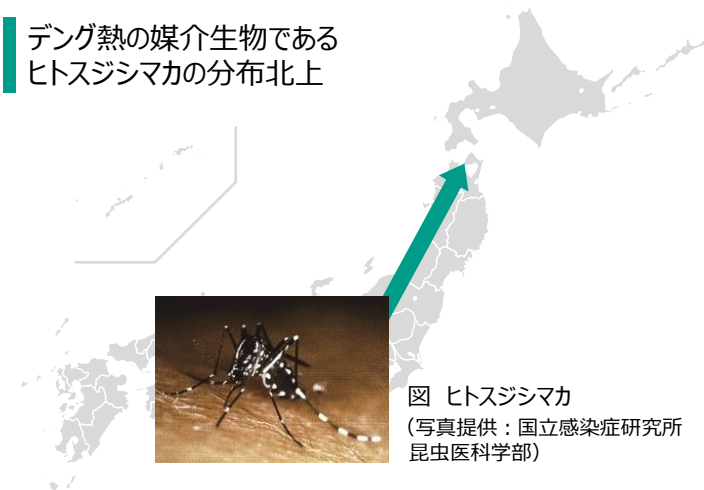 デング熱の媒介生物である
ヒトスジシマカの分布北上
図 ヒトスジシマカ
（写真提供：国立感染症研究所
昆虫医科学部）